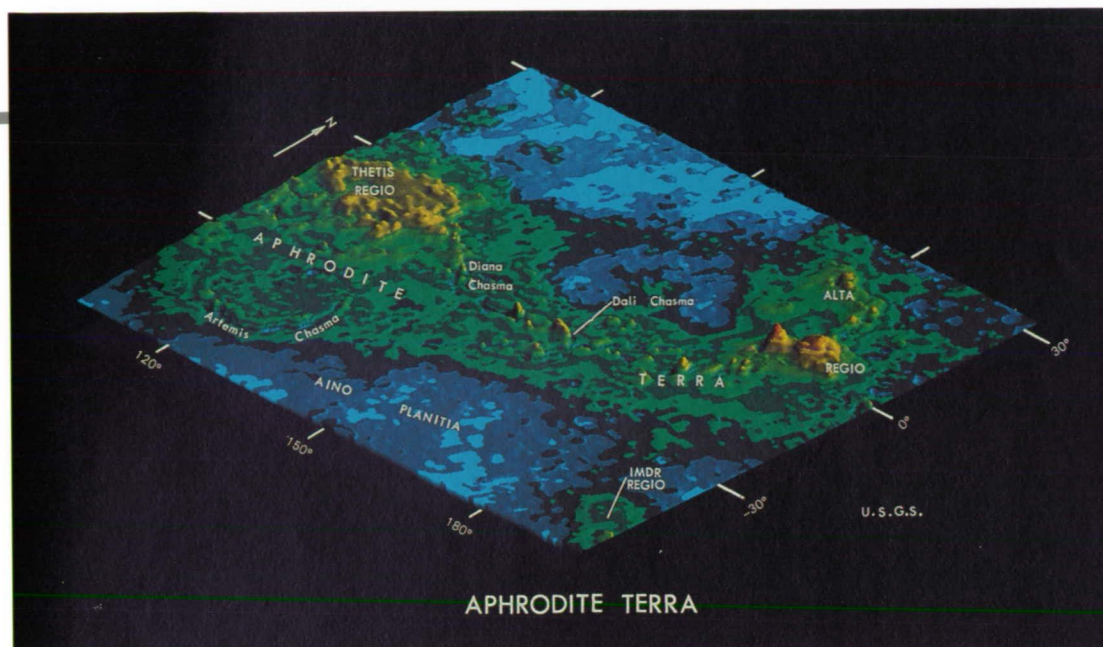 N
THETIS
REGIO
APHRODITE
Diana
Chasma
Dali Chasma
ALTA
Artemis Chasma
REGIO
TERRA
30°
120°
AINO PLANITIA
0°
150°
IMDR
REGIO
-30°
180°
U.S.G.S.
APHRODITE TERRA